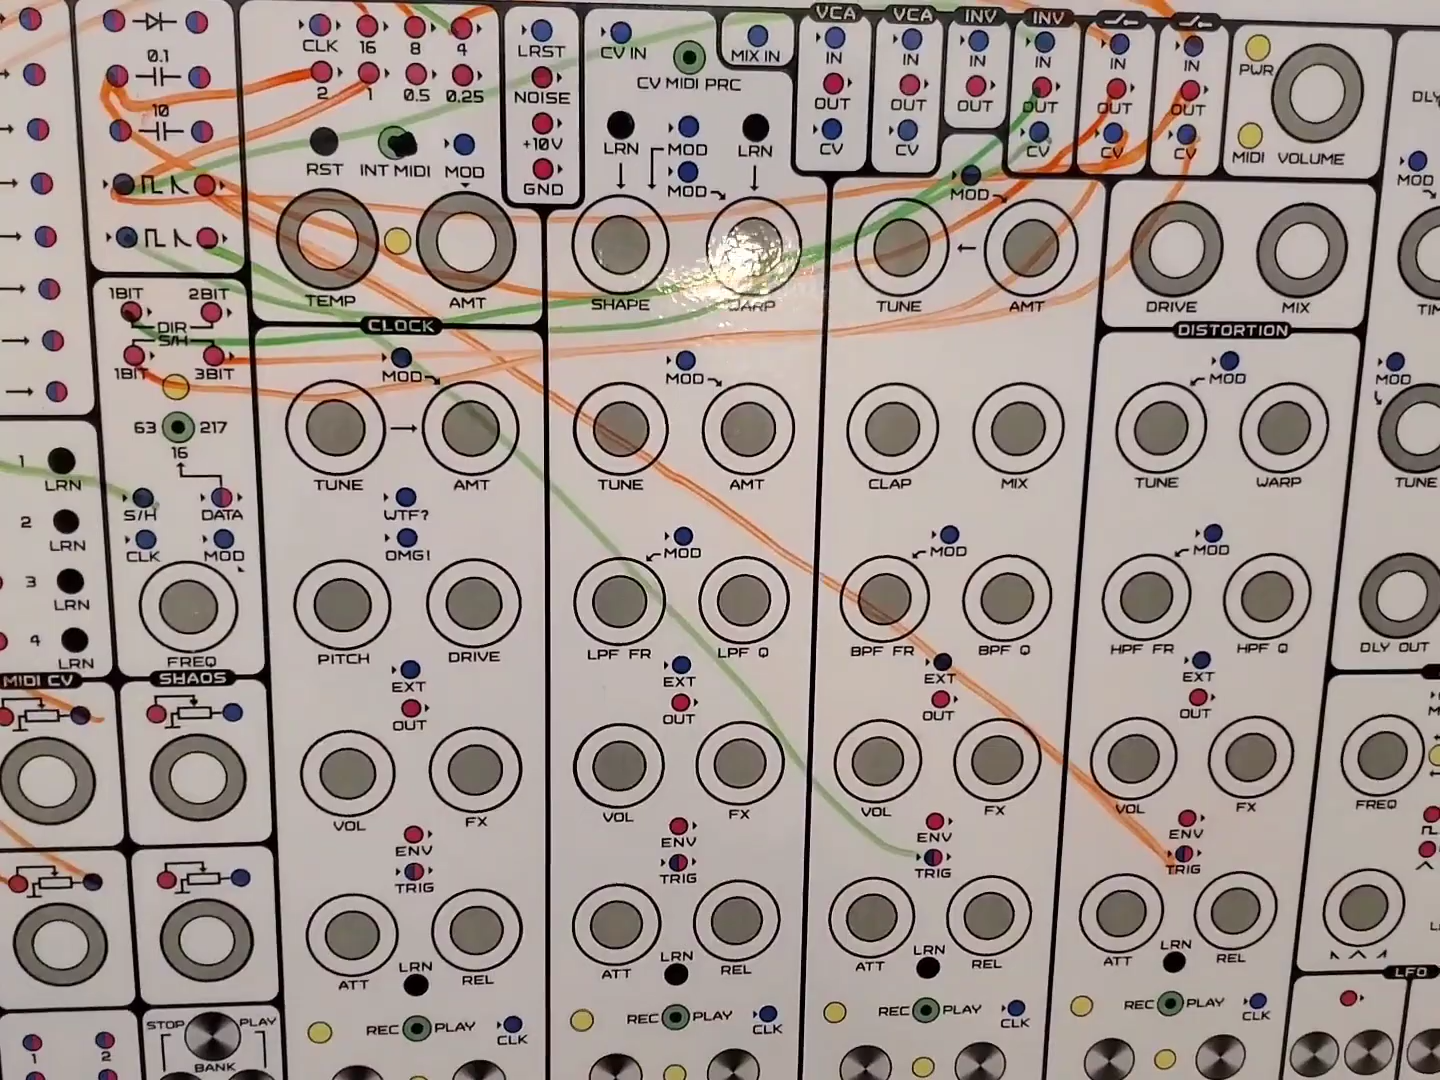 VCA VCA INV INV
CLK 16 8 4
LRST CV IN MIX IN
IN IN IN IN IN IN
PWR
0.1
2 1 0.5 0.25
NOISE
CV MIDI PRC
OUT OUT OUT OUT OUT OUT
10
+10V
LRN MOD LRN
CV CV CV CV CV
MIDI VOLUME
RST INT MIDI MOD
GND
MOD
MOD
MOD
TEMP AMT
SHAPE WARP
TUNE AMT
DRIVE MIX
CLOCK
DISTORTION
1BIT 2BIT
DIR
S/H
1BIT 3BIT
MOD MOD MOD MOD
63 217
16
TUNE AMT
TUNE AMT
CLAP MIX
TUNE WARP
TUNE
1 LRN
S/H DATA
WTF?
2 LRN
CLK MOD
OMG!
MOD MOD MOD
3 LRN
4 LRN
FREQ
PITCH DRIVE
LPF FR LPF Q
BPF FR BPF Q
HPF FR HPF Q
DLY OUT
MIDI CV SHAOS
EXT EXT EXT EXT
OUT OUT OUT OUT
VOL FX
VOL FX
VOL FX
VOL FX
FREQ
ENV ENV ENV ENV
TRIG TRIG TRIG TRIG
ATT LRN REL
ATT LRN REL
ATT LRN REL
ATT LRN REL
LFO
STOP PLAY
BANK
REC PLAY CLK
REC PLAY CLK
REC PLAY CLK
REC PLAY CLK
1 2